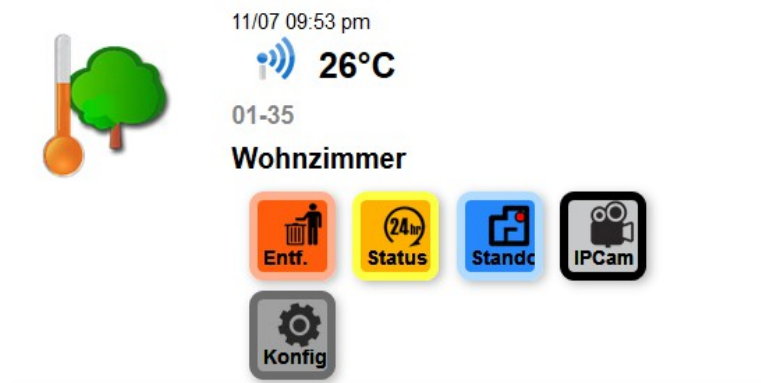 11/07 09:53 pm
26°C
01-35
Wohnzimmer
24hr
Entf. Status Standc IPCam
Konfig